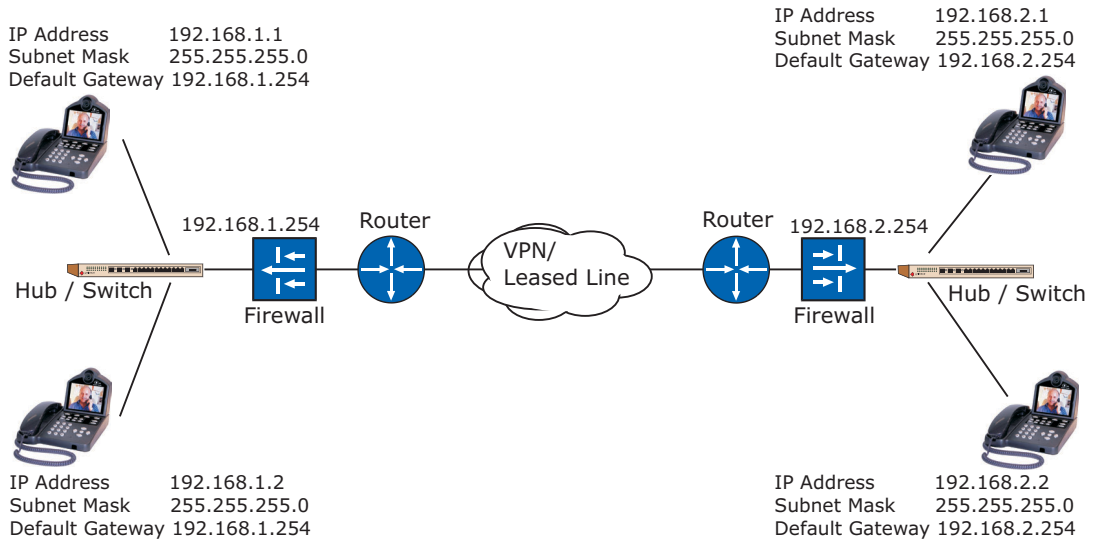 IP Address 192.168.1.1
Subnet Mask 255.255.255.0
Default Gateway 192.168.1.254
IP Address 192.168.2.1
Subnet Mask 255.255.255.0
Default Gateway 192.168.2.254
192.168.1.254
Router
Router
192.168.2.254
VPN/
Leased Line
Hub / Switch
Firewall
Firewall
Hub / Switch
IP Address 192.168.1.2
Subnet Mask 255.255.255.0
Default Gateway 192.168.1.254
IP Address 192.168.2.2
Subnet Mask 255.255.255.0
Default Gateway 192.168.2.254